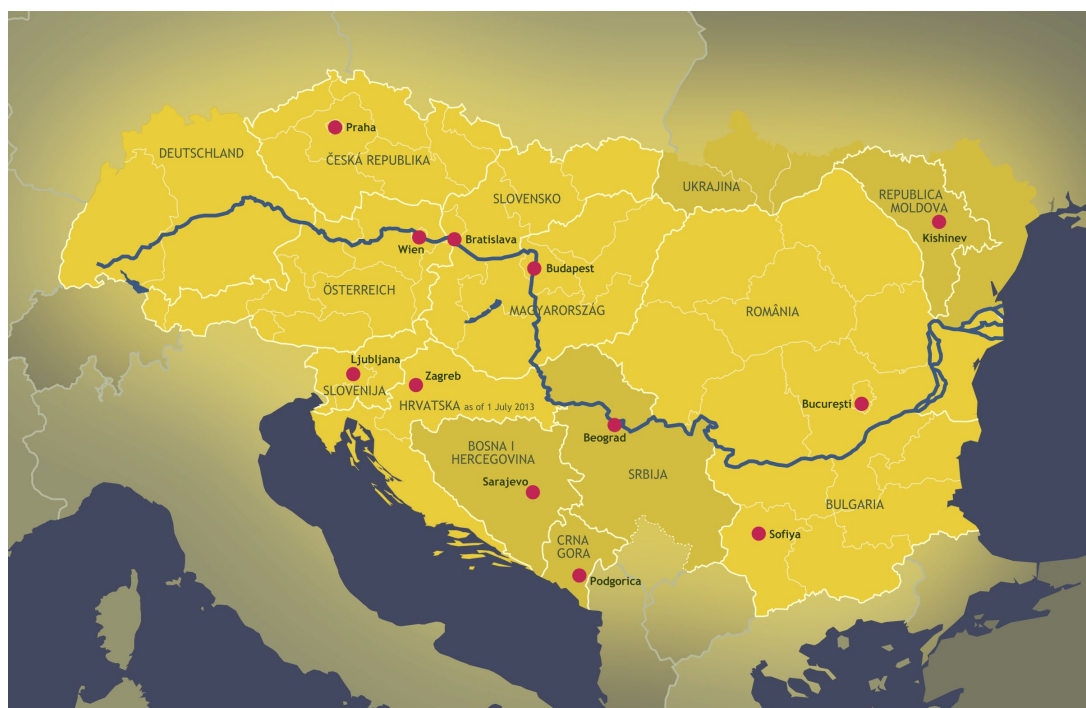 Praha
DEUTSCHLAND
ČESKÁ REPUBLIKA
UKRAJINA
SLOVENSKO
REPUBLICA
MOLDOVA
Kishinev
Wien
Bratislava
Budapest
ÖSTERREICH
MAGYARORSZÁG
ROMÂNIA
Ljubljana
SLOVENIJA
Zagreb
HRVATSKA as of 1 July 2013
București
Beograd
BOSNA I
HERCEGOVINA
Sarajevo
SRBIJA
BULGARIA
Sofiya
CRNA
GORA
Podgorica